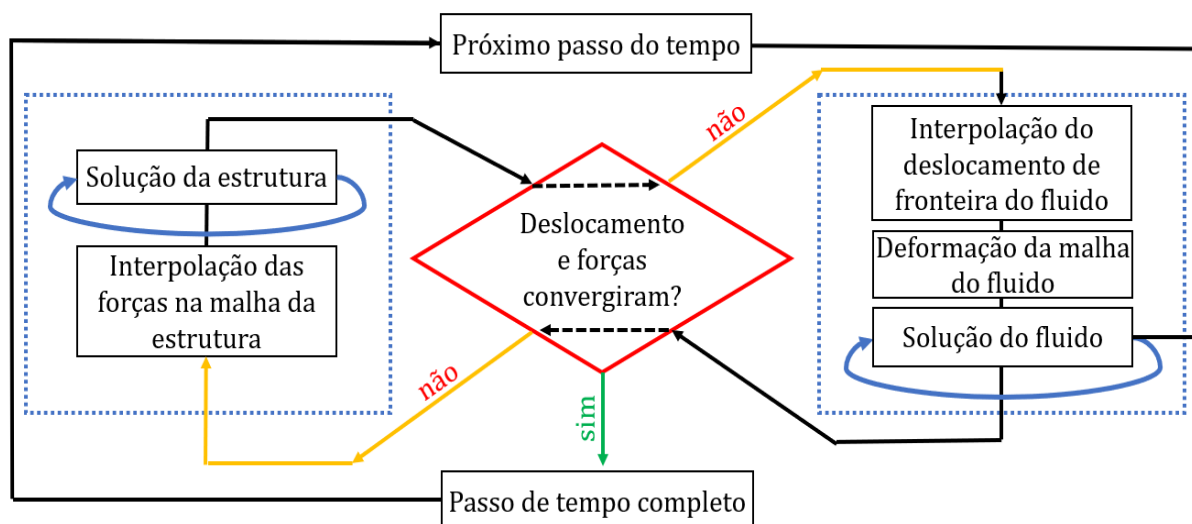 Próximo passo do tempo
não
Interpolação do
deslocamento de
fronteira do fluido
Solução da estrutura
Deslocamento
e forças
convergiram?
Deformação da malha
do fluido
Interpolação das
forças na malha da
estrutura
Solução do fluido
não
sim
Passo de tempo completo